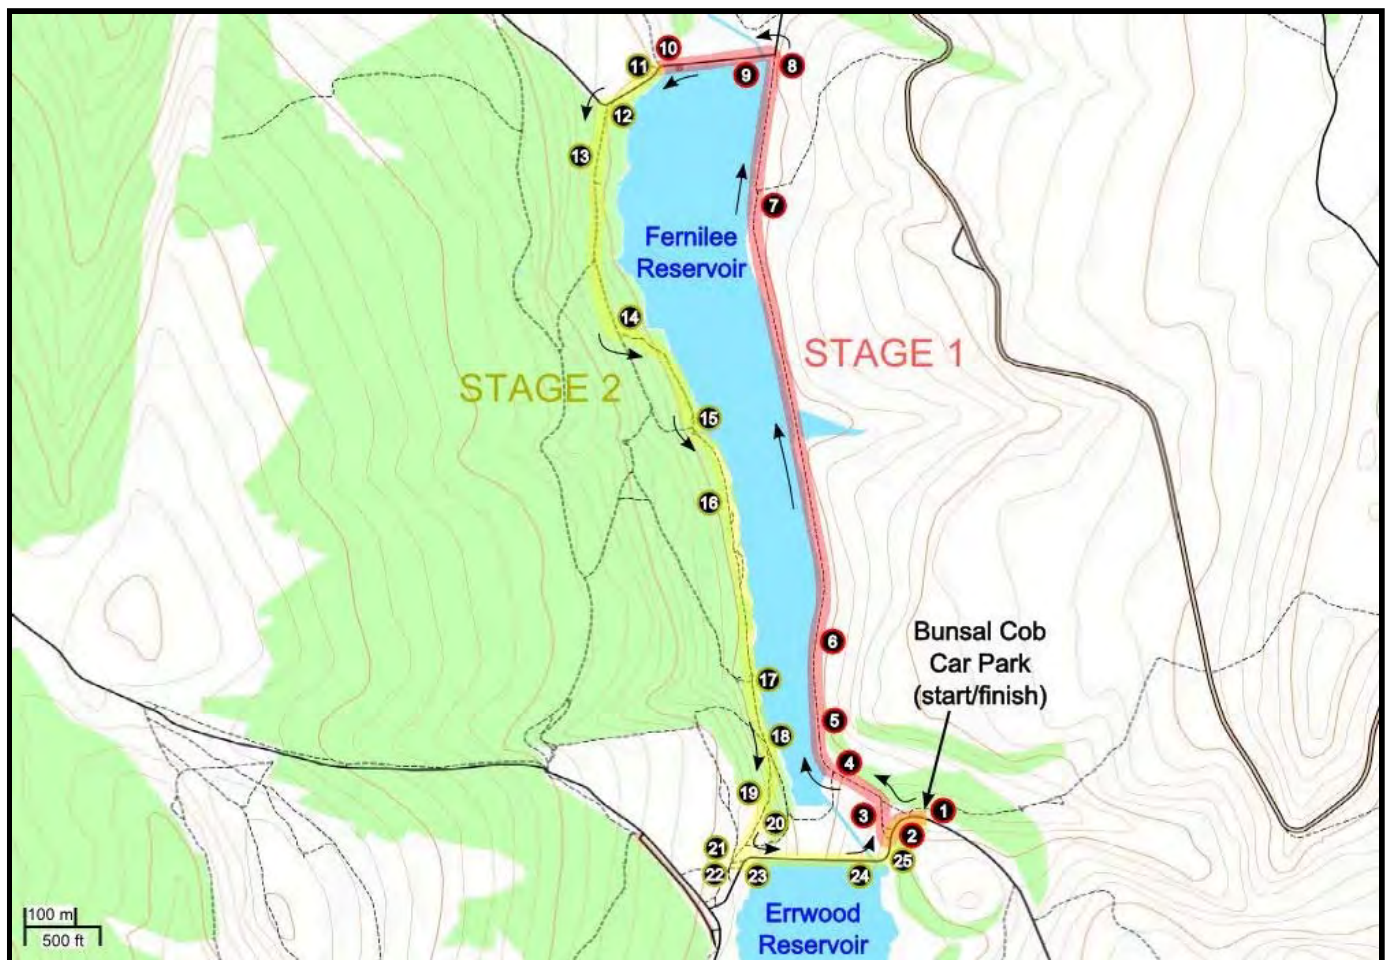 10
11
9
8
12
13
7
Fernilee
Reservoir
14
STAGE 1
STAGE 2
15
16
6
Bunsal Cob
Car Park
(start/finish)
17
5
18
4
19
3
1
20
2
21
22
23
24
25
100 m
500 ft
Errwood
Reservoir